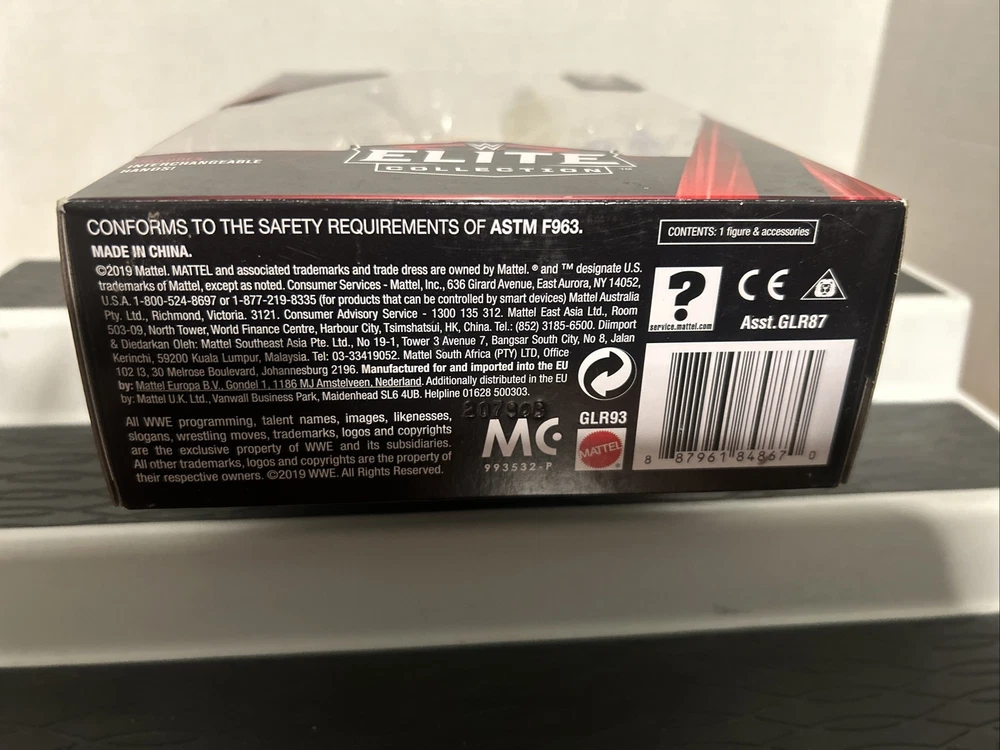 INTERCHANGEABLE
HANDS!
W
ELITE
COLLECTION™
CONFORMS TO THE SAFETY REQUIREMENTS OF ASTM F963.
MADE IN CHINA.
©2019 Mattel. MATTEL and associated trademarks and trade dress are owned by Mattel. ® and ™ designate U.S.
trademarks of Mattel, except as noted. Consumer Services - Mattel, Inc., 636 Girard Avenue, East Aurora, NY 14052,
U.S.A. 1-800-524-8697 or 1-877-219-8335 (for products that can be controlled by smart devices) Mattel Australia
Pty. Ltd., Richmond, Victoria. 3121. Consumer Advisory Service - 1300 135 312. Mattel East Asia Ltd., Room
503-09, North Tower, World Finance Centre, Harbour City, Tsimshatsui, HK, China. Tel.: (852) 3185-6500. Diimport
& Diedarkan Oleh: Mattel Southeast Asia Pte. Ltd., No 19-1, Tower 3 Avenue 7, Bangsar South City, No 8, Jalan
Kerinchi, 59200 Kuala Lumpur, Malaysia. Tel: 03-33419052. Mattel South Africa (PTY) LTD, Office
102 I3, 30 Melrose Boulevard, Johannesburg 2196. Manufactured for and imported into the EU
by: Mattel Europa B.V., Gondel 1, 1186 MJ Amstelveen, Nederland. Additionally distributed in the EU
by: Mattel U.K. Ltd., Vanwall Business Park, Maidenhead SL6 4UB. Helpline 01628 500303.
All WWE programming, talent names, images, likenesses,
slogans, wrestling moves, trademarks, logos and copyrights
are the exclusive property of WWE and its subsidiaries.
All other trademarks, logos and copyrights are the property of
their respective owners. ©2019 WWE. All Rights Reserved.
MC
993532-P
GLR93
MATTEL®
CONTENTS: 1 figure & accessories
?
service.mattel.com
CE
Asst.GLR87
8 87961 84867 0